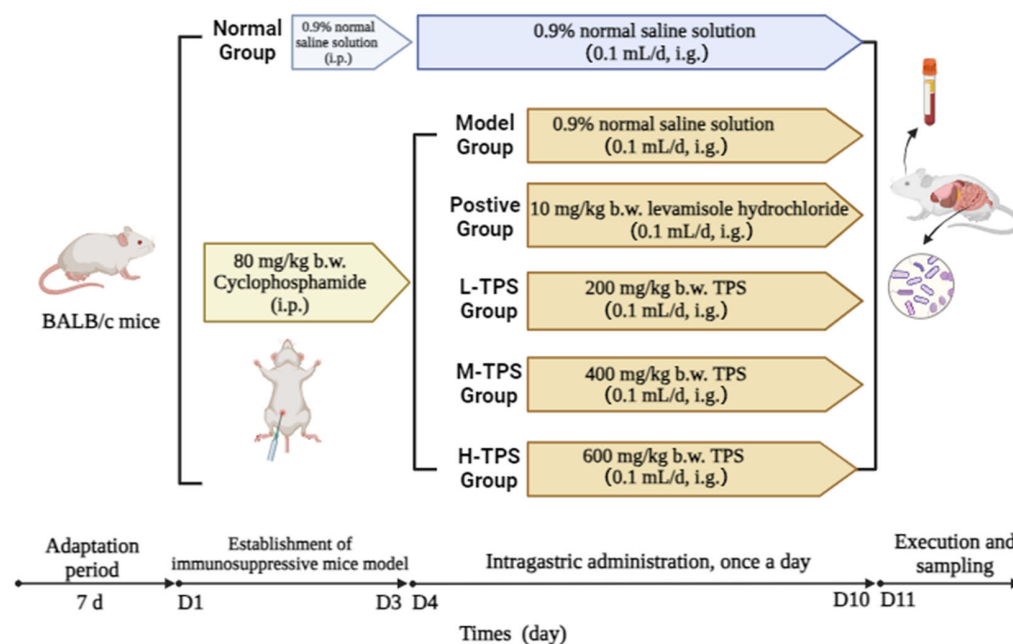 Normal
Group
0.9% normal
saline solution
(i.p.)
0.9% normal saline solution
(0.1 mL/d, i.g.)
Model
Group
0.9% normal saline solution
(0.1 mL/d, i.g.)
Postive
Group
10 mg/kg b.w. levamisole hydrochloride
(0.1 mL/d, i.g.)
BALB/c mice
80 mg/kg b.w.
Cyclophosphamide
(i.p.)
L-TPS
Group
200 mg/kg b.w. TPS
(0.1 mL/d, i.g.)
M-TPS
Group
400 mg/kg b.w. TPS
(0.1 mL/d, i.g.)
H-TPS
Group
600 mg/kg b.w. TPS
(0.1 mL/d, i.g.)
Adaptation
period
7 d
Establishment of
immunosuppressive mice model
Intragastric administration, once a day
Execution and
sampling
D1
D3
D4
D10
D11
Times (day)